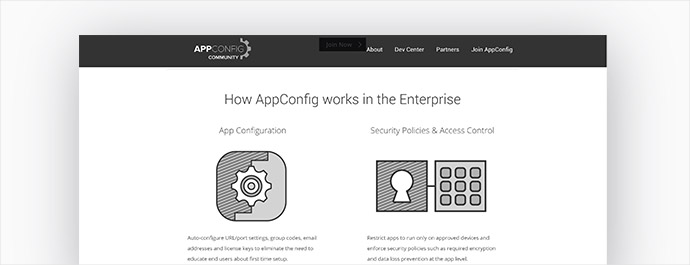 APPCONFIG
COMMUNITY
Join Now
About
Dev Center
Partners
Join AppConfig
How AppConfig works in the Enterprise
App Configuration
Security Policies & Access Control
Auto-configure URL/port settings, group codes, email
addresses and license keys to eliminate the need to
educate end users about first time setup.
Restrict apps to run only on approved devices and
enforce security policies such as required encryption
and data loss prevention at the app level.